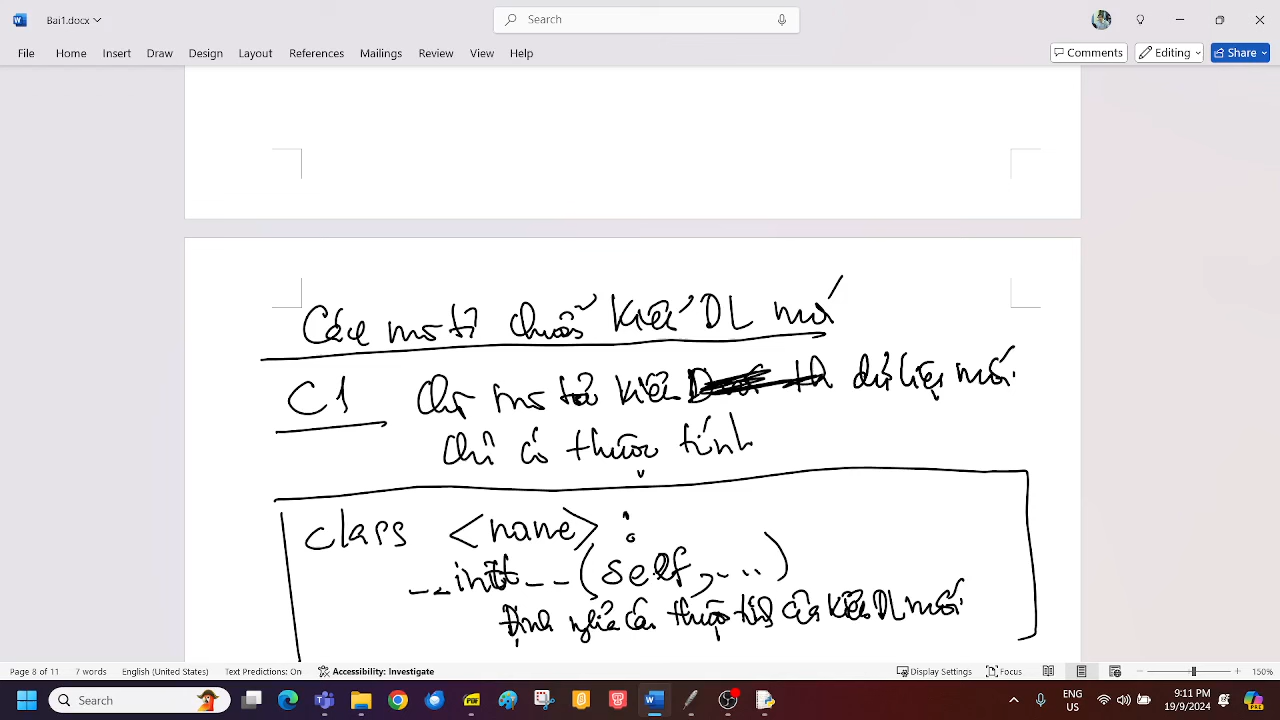 Bai1.docx
Search
File Home Insert Draw Design Layout References Mailings Review View Help
Comments Editing Share
Các mô tả chuỗi kiểu DL mới
C1 Chỉ mô tả kiểu dữ liệu mới
chỉ có thuộc tính
class <name> :
__init__(self, ...)
Định nghĩa các thuộc tính của kiểu DL mới
Page 8 of 11 7 words English (United States) Text Predictions: On Accessibility: Investigate Display Settings Focus 150%
Search ENG 9:11 PM
US 19/9/2024